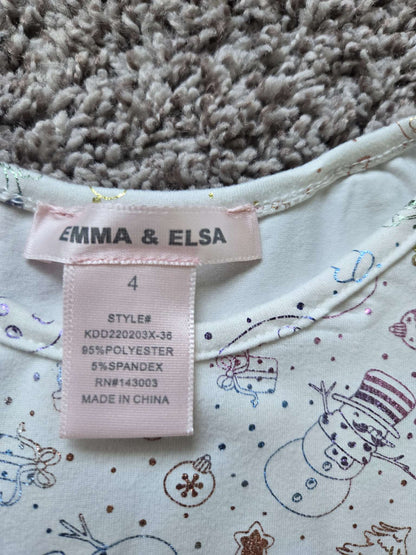 EMMA & ELSA
4
STYLE#
KDD220203X-36
95%POLYESTER
5%SPANDEX
RN#143003
MADE IN CHINA